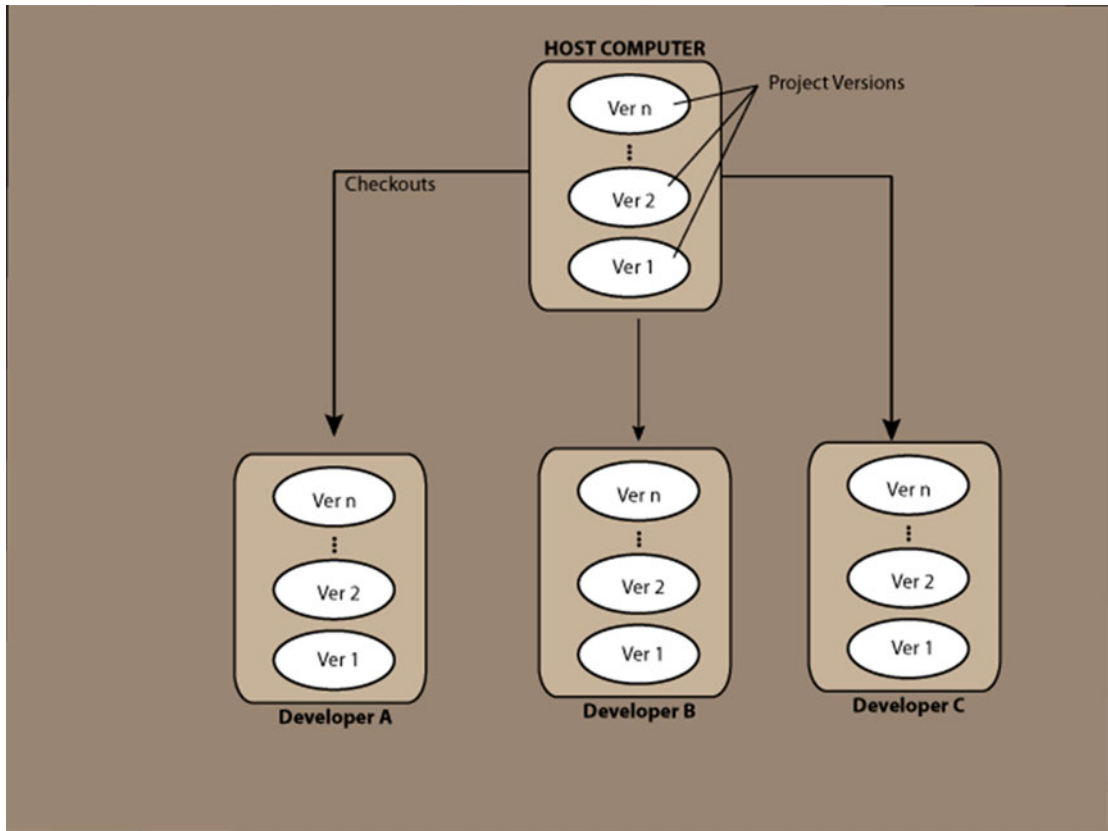 HOST COMPUTER
Project Versions
Ver n
Checkouts
Ver 2
Ver 1
Ver n
Ver 2
Ver 1
Developer A
Ver n
Ver 2
Ver 1
Developer B
Ver n
Ver 2
Ver 1
Developer C